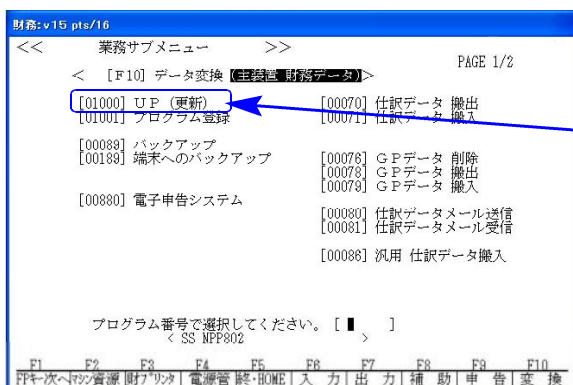 財務:v15 pts/16
<< 業務サブメニュー >>
PAGE 1/2
< [F10] データ変換 (主装置 財務データ)>
[01000] UP (更新) [00070] 仕訳データ 搬出
[01001] プログラム登録 [00071] 仕訳データ 搬入
[00089] バックアップ
[00189] 端末へのバックアップ [00076] GPデータ 削除
[00078] GPデータ 搬出
[00079] GPデータ 搬入
[00880] 電子申告システム
[00080] 仕訳データメール送信
[00081] 仕訳データメール受信
[00086] 汎用 仕訳データ搬入
プログラム番号で選択してください。 [ ]
< SS NPP802 >
F1 F2 F3 F4 F5 F6 F7 F8 F9 F10
FPキー次へ マシン資源 財プリンタ 電源管 終・HOME 入 力 出 力 補 助 申 告 変 換